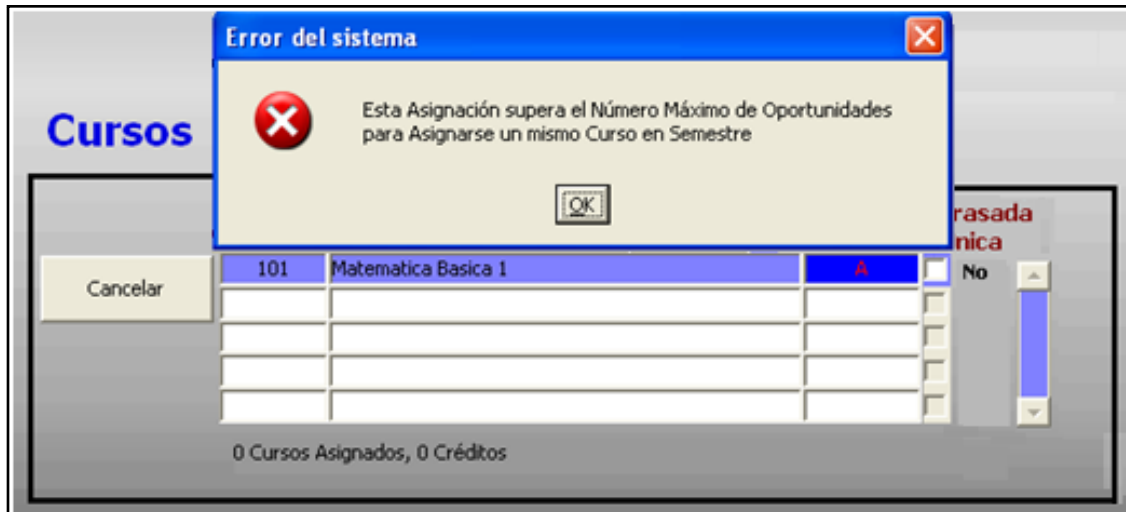 Error del sistema
Esta Asignación supera el Número Máximo de Oportunidades
para Asignarse un mismo Curso en Semestre
OK
Cursos
rasada
nica
Cancelar
101 Matematica Basica 1 A No
0 Cursos Asignados, 0 Créditos